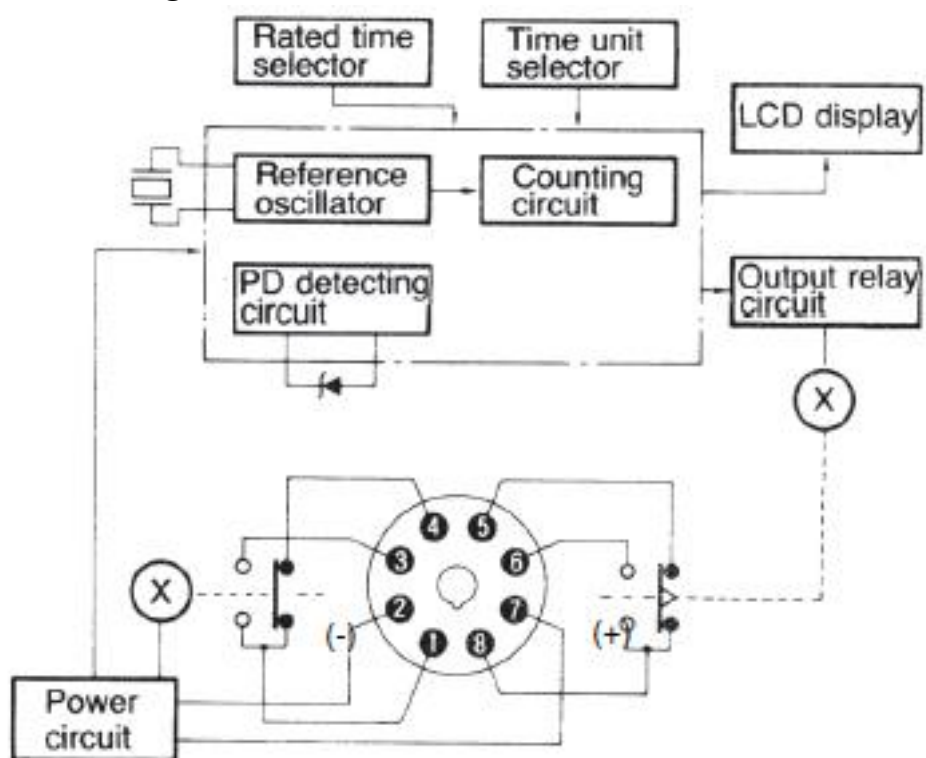 Rated time
selector
Time unit
selector
LCD display
Reference
oscillator
Counting
circuit
PD detecting
circuit
Output relay
circuit
X
4
5
3
6
X
2
7
(-)
1
8
(+)
Power
circuit